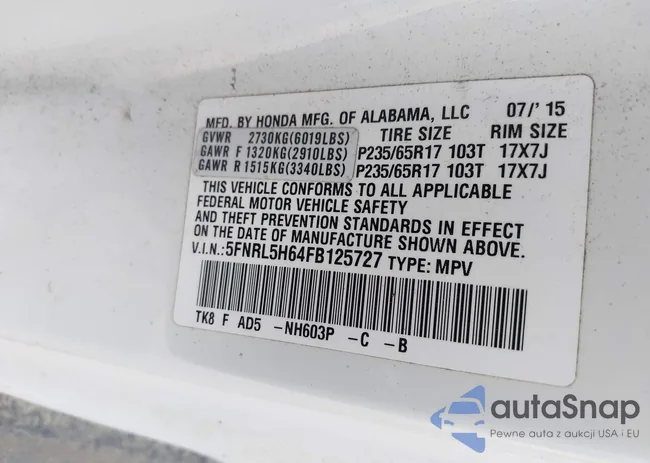 MFD. BY HONDA MFG. OF ALABAMA, LLC 07/'15
GVWR 2730KG(6019LBS) TIRE SIZE RIM SIZE
GAWR F 1320KG(2910LBS) P235/65R17 103T 17X7J
GAWR R 1515KG(3340LBS) P235/65R17 103T 17X7J
THIS VEHICLE CONFORMS TO ALL APPLICABLE
FEDERAL MOTOR VEHICLE SAFETY
AND THEFT PREVENTION STANDARDS IN EFFECT
ON THE DATE OF MANUFACTURE SHOWN ABOVE.
V.I.N.:5FNRL5H64FB125727 TYPE: MPV
TK8 F AD5 -NH603P -C -B
autaSnap
Pewne auta z aukcji USA i EU